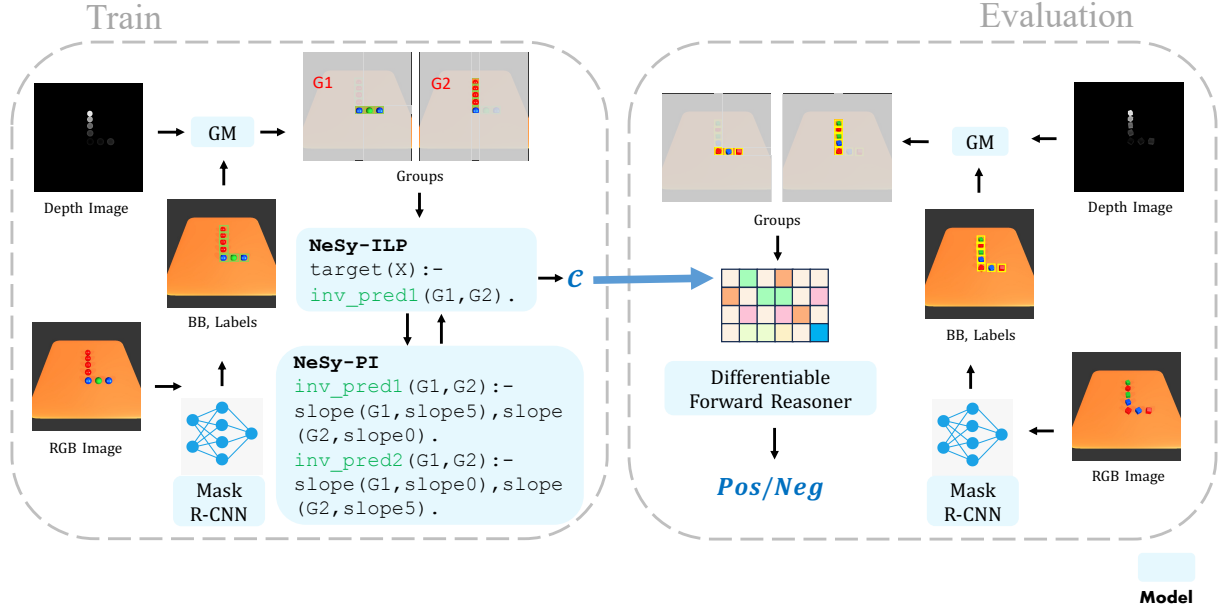 Train
G1
G2
GM
Depth Image
Groups
BB, Labels
RGB Image
Mask
R-CNN
NeSy-ILP
target(X):-
inv_pred1(G1,G2).
C
NeSy-PI
inv_pred1(G1,G2):-
slope(G1,slope5),slope
(G2,slope0).
inv_pred2(G1,G2):-
slope(G1,slope0),slope
(G2,slope5).
Evaluation
GM
Depth Image
Groups
BB, Labels
Differentiable
Forward Reasoner
Pos/Neg
RGB Image
Mask
R-CNN
Model